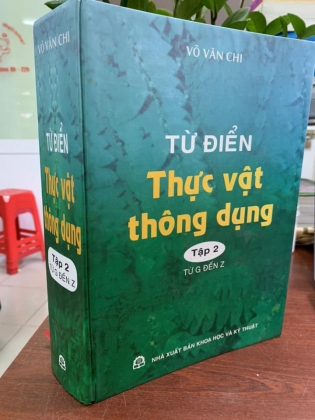 VÕ VĂN CHI
TỪ ĐIỂN
Thực vật
thông dụng
Tập 2
TỪ G ĐẾN Z
NHÀ XUẤT BẢN KHOA HỌC VÀ KỸ THUẬT
VÕ VĂN CHI
TỪ ĐIỂN
Thực vật
thông dụng
Tập 2
TỪ G ĐẾN Z